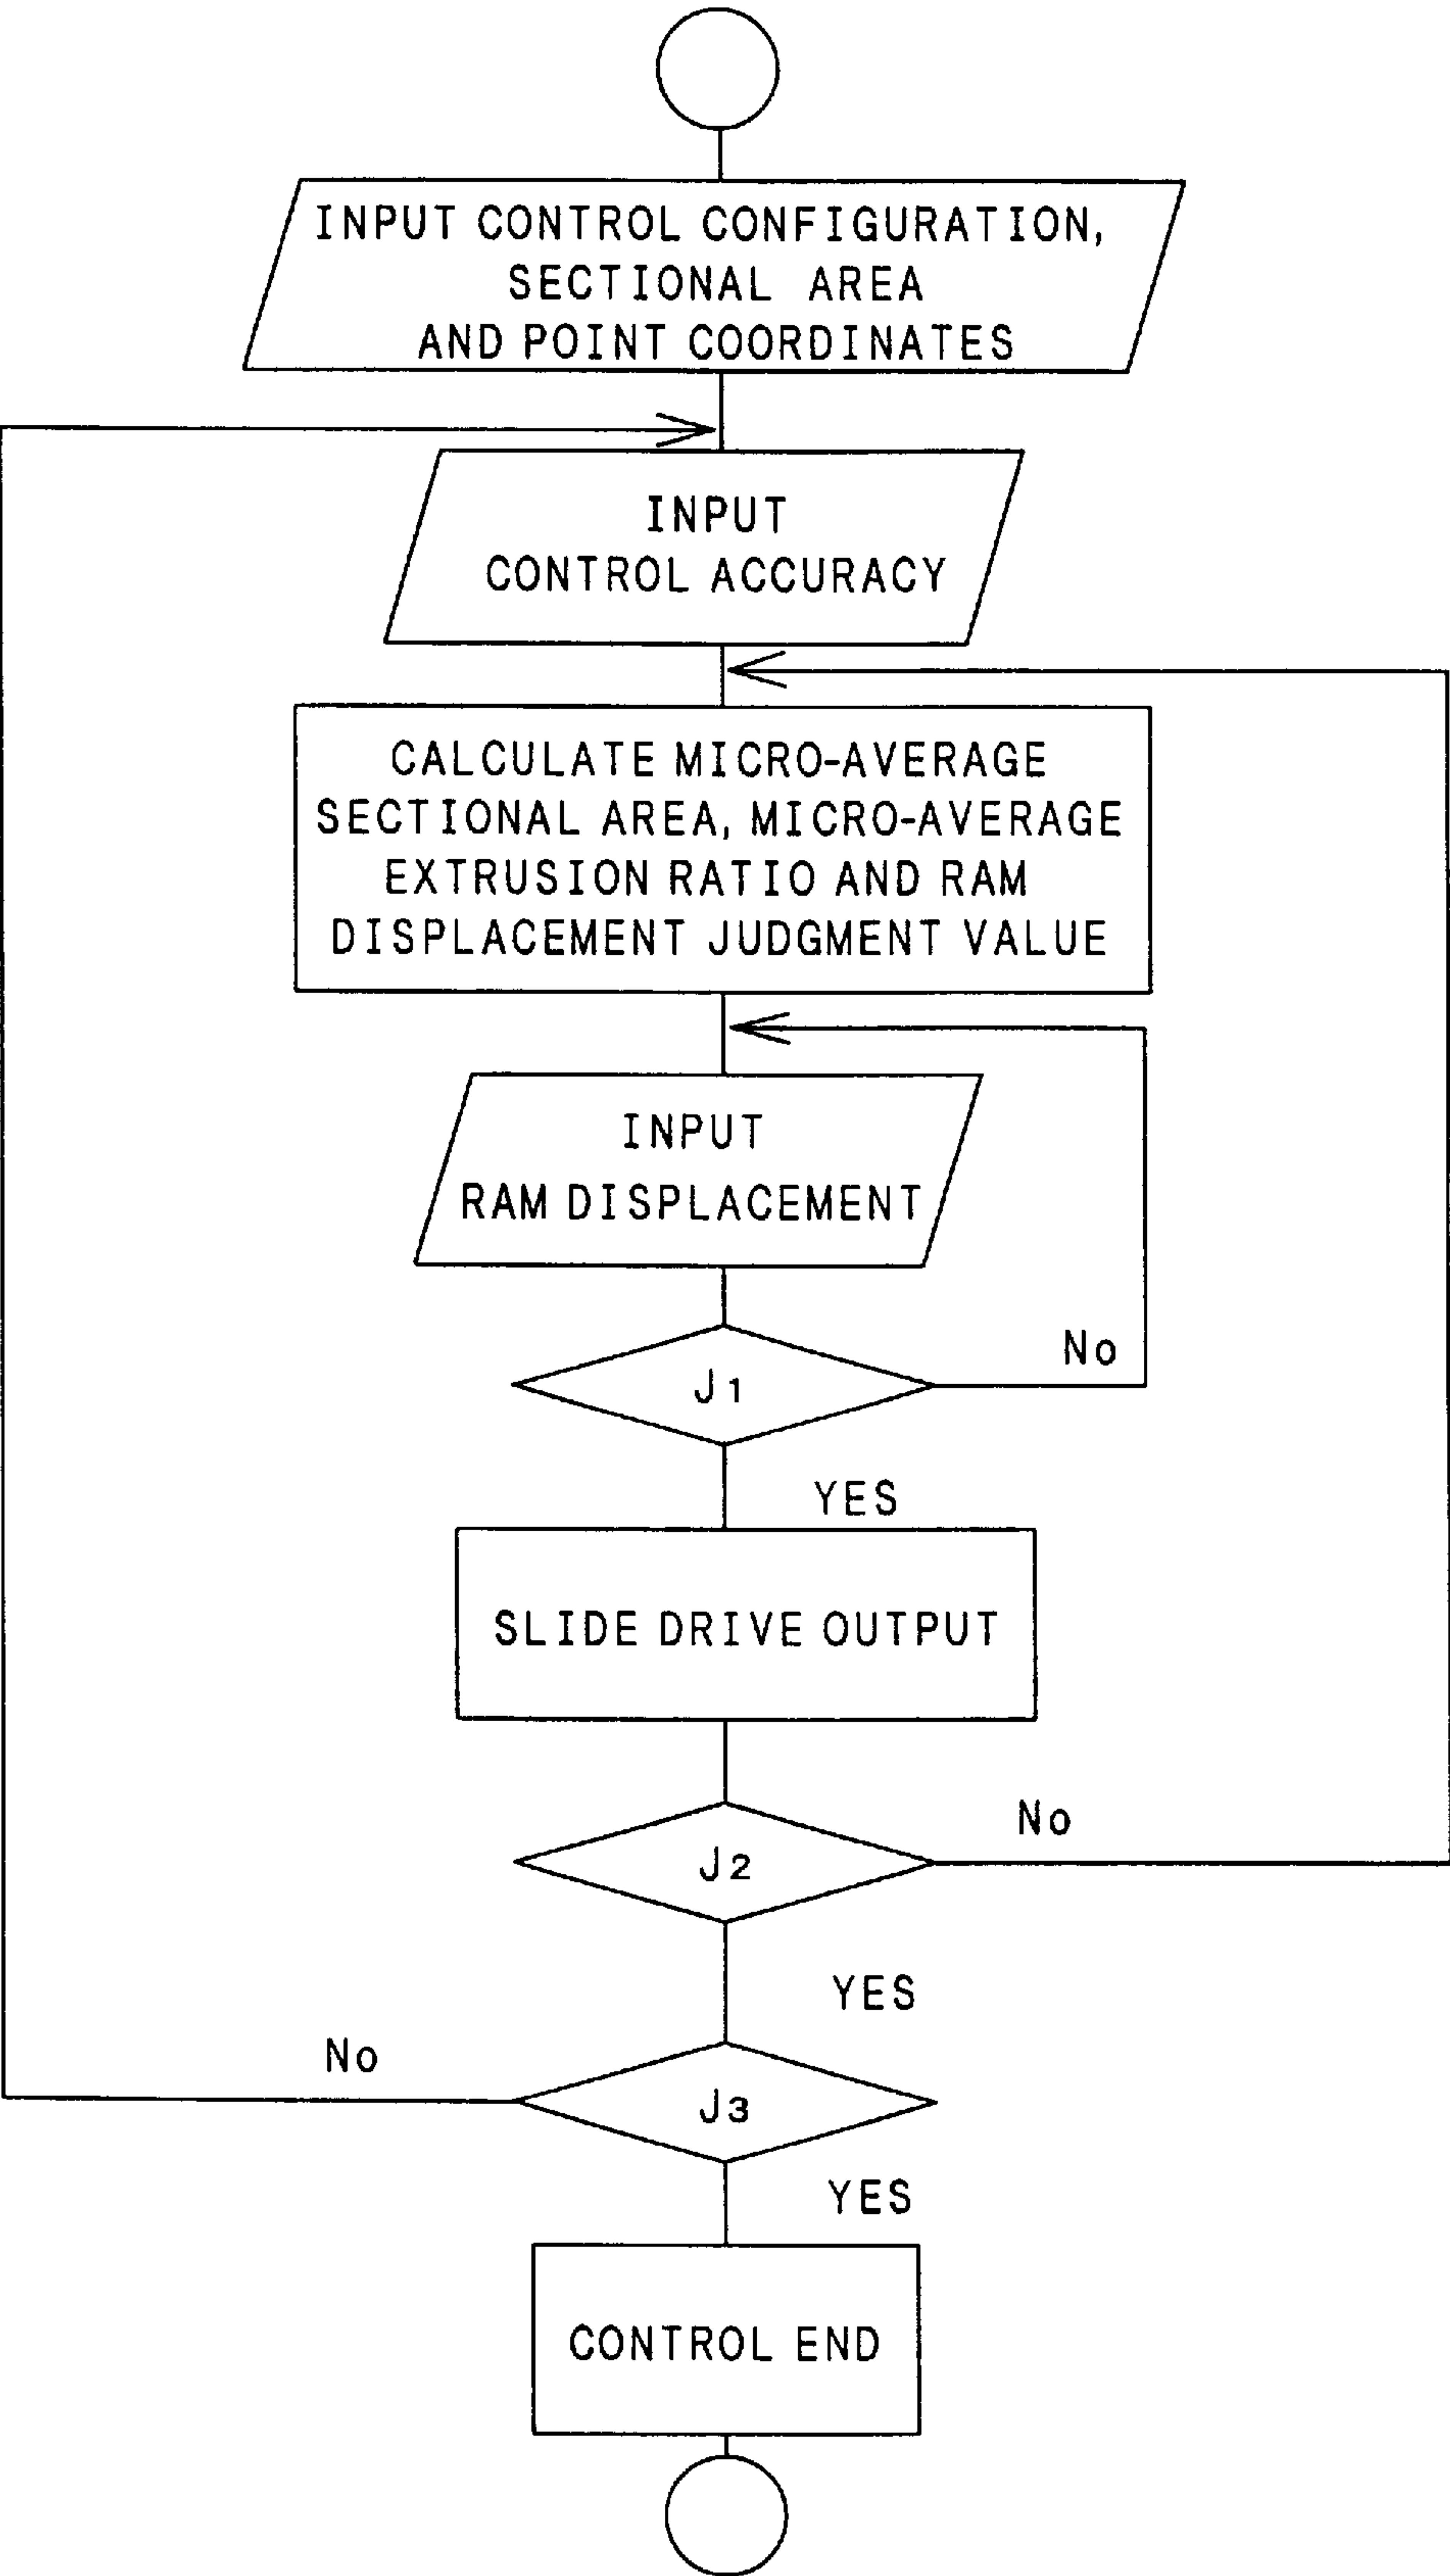 INPUT CONTROL CONFIGURATION,
SECTIONAL AREA
AND POINT COORDINATES
INPUT
CONTROL ACCURACY
CALCULATE MICRO-AVERAGE
SECTIONAL AREA, MICRO-AVERAGE
EXTRUSION RATIO AND RAM
DISPLACEMENT JUDGMENT VALUE
INPUT
RAM DISPLACEMENT
No
J1
YES
SLIDE DRIVE OUTPUT
No
J2
YES
No
J3
YES
CONTROL END